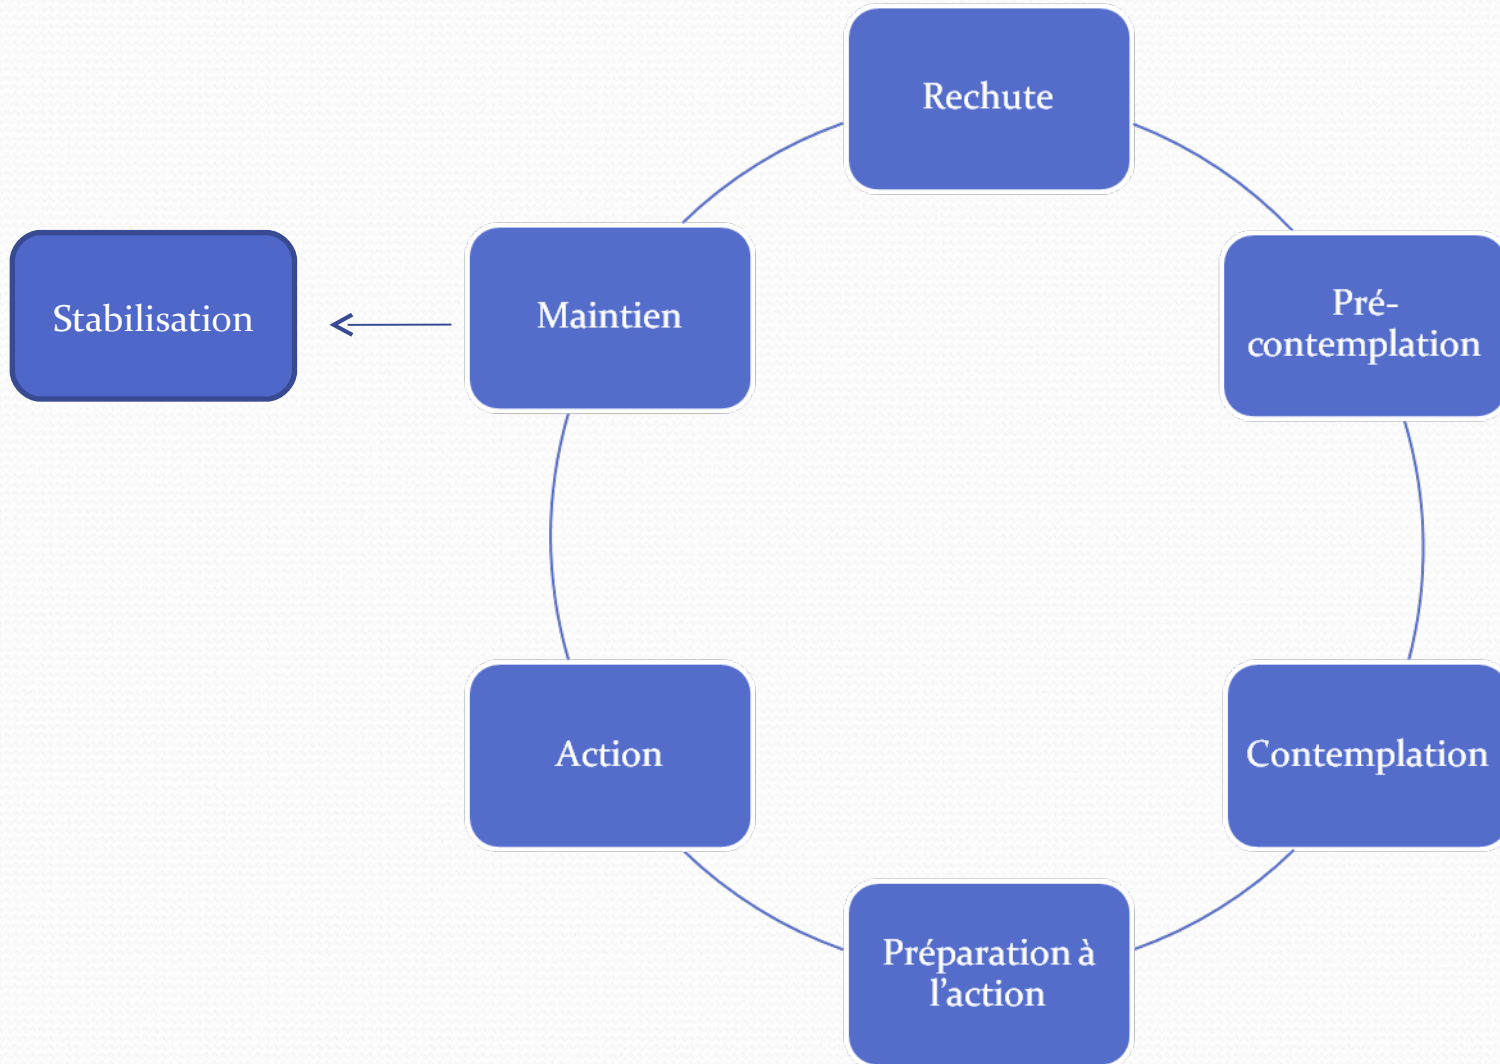 Rechute
Pré-
contemplation
Contemplation
Préparation à
l’action
Action
Maintien
Stabilisation